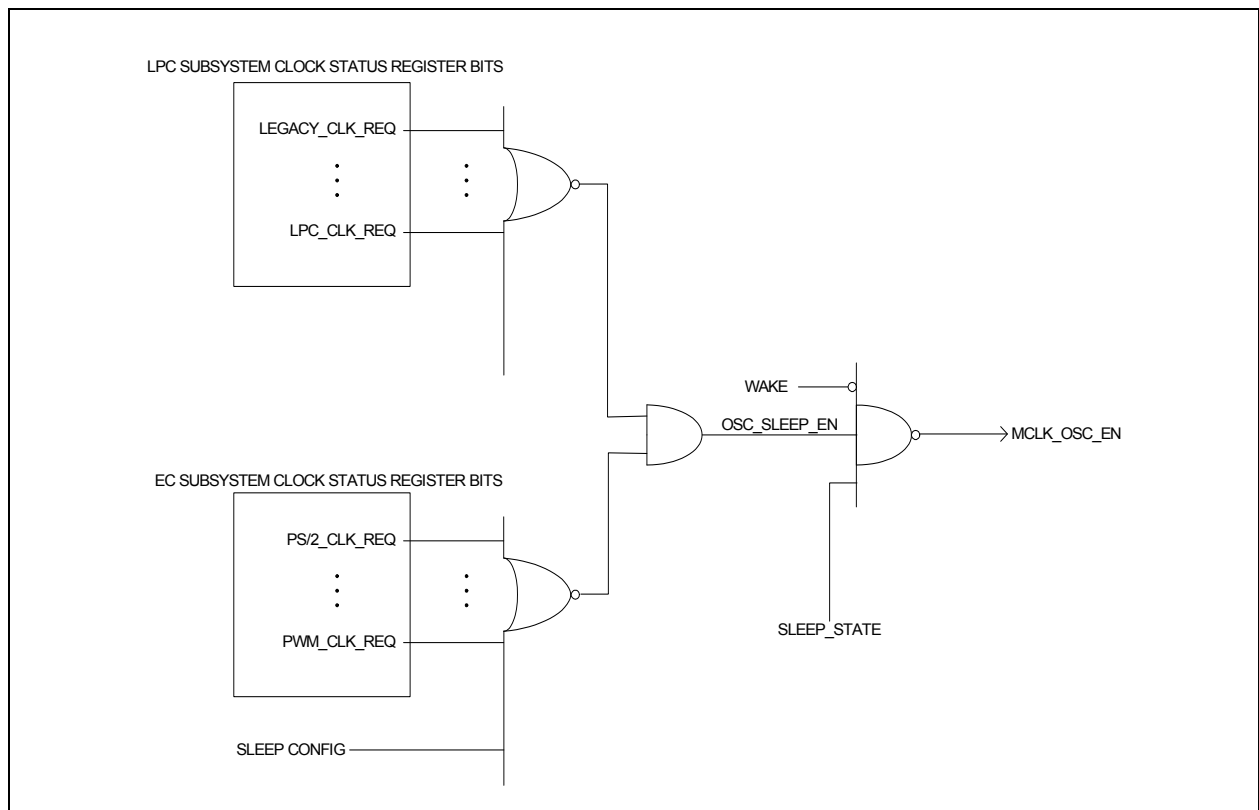 LPC SUBSYSTEM CLOCK STATUS REGISTER BITS
LEGACY_CLK_REQ
LPC_CLK_REQ
WAKE
OSC_SLEEP_EN
MCLK_OSC_EN
EC SUBSYSTEM CLOCK STATUS REGISTER BITS
PS/2_CLK_REQ
PWM_CLK_REQ
SLEEP_STATE
SLEEP CONFIG